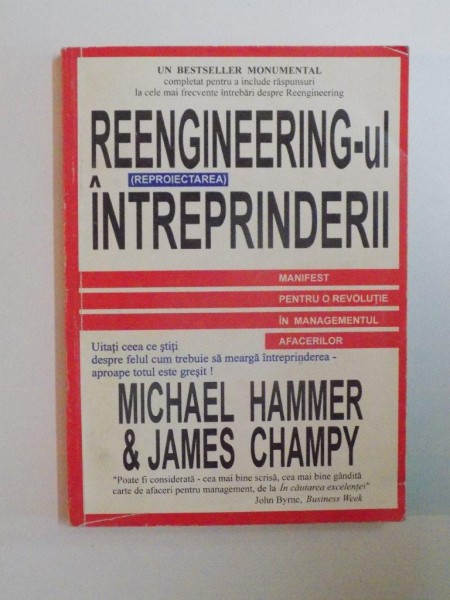 UN BESTSELLER MONUMENTAL
completat pentru a include răspunsuri
la cele mai frecvente întrebări despre Reengineering
REENGINEERING-ul
(REPROIECTAREA)
ÎNTREPRINDERII
MANIFEST
PENTRU O REVOLUȚIE
ÎN MANAGEMENTUL
AFACERILOR
Uitați ceea ce știți
despre felul cum trebuie să meargă întreprinderea -
aproape totul este greșit !
MICHAEL HAMMER
& JAMES CHAMPY
"Poate fi considerată - cea mai bine scrisă, cea mai bine gândită
carte de afaceri pentru management, de la În căutarea excelenței"
John Byrne, Business Week